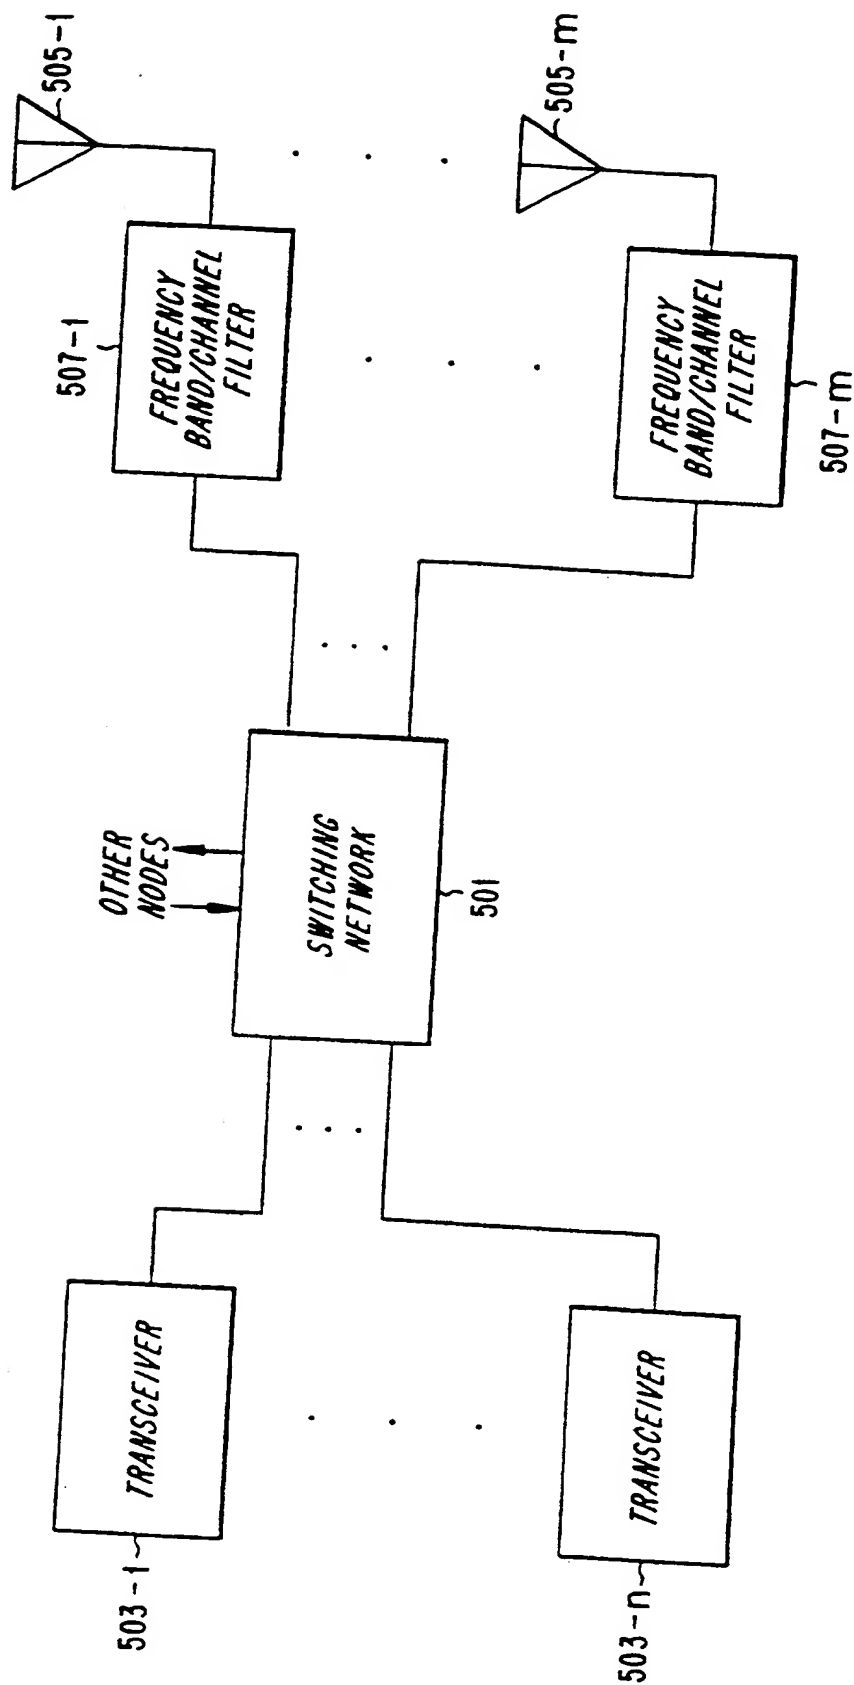 503-1
TRANSCEIVER
503-n
TRANSCEIVER
OTHER
NODES
SWITCHING
NETWORK
501
507-1
FREQUENCY
BAND/CHANNEL
FILTER
505-1
FREQUENCY
BAND/CHANNEL
FILTER
507-m
505-m